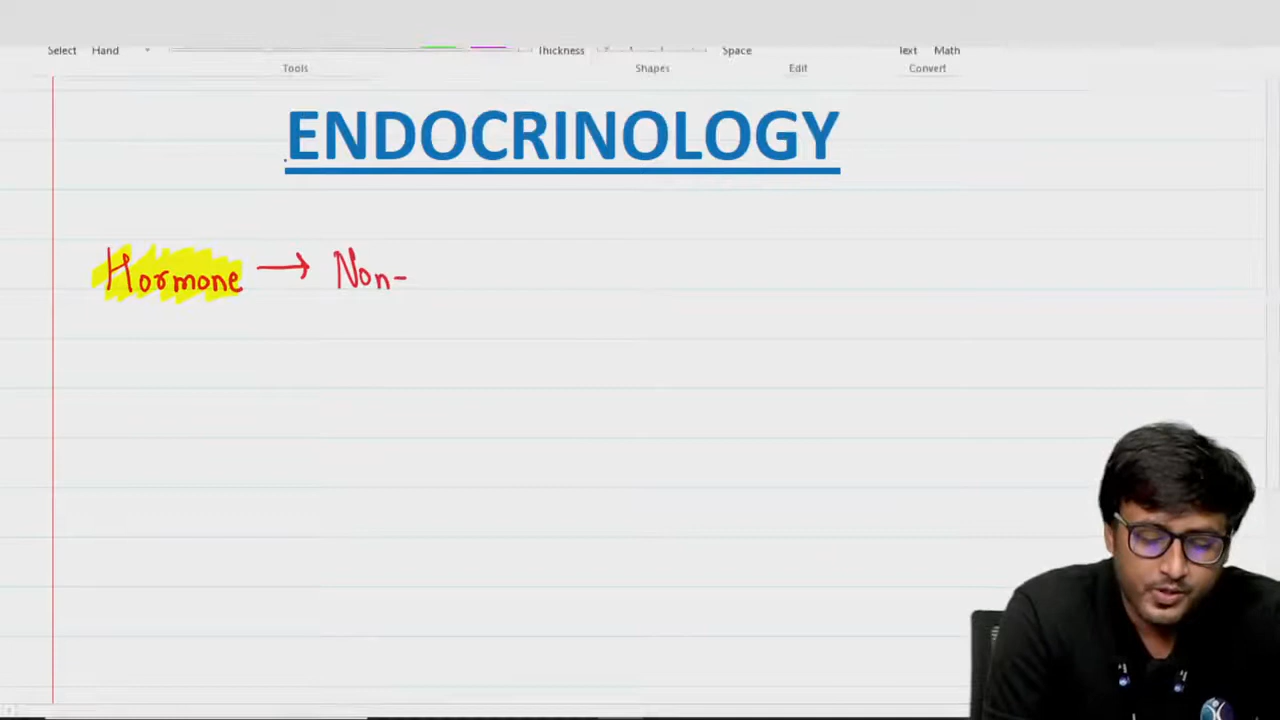 Select Hand Thickness Space Text Math
Tools Shapes Edit Convert
ENDOCRINOLOGY
Hormone → Non-